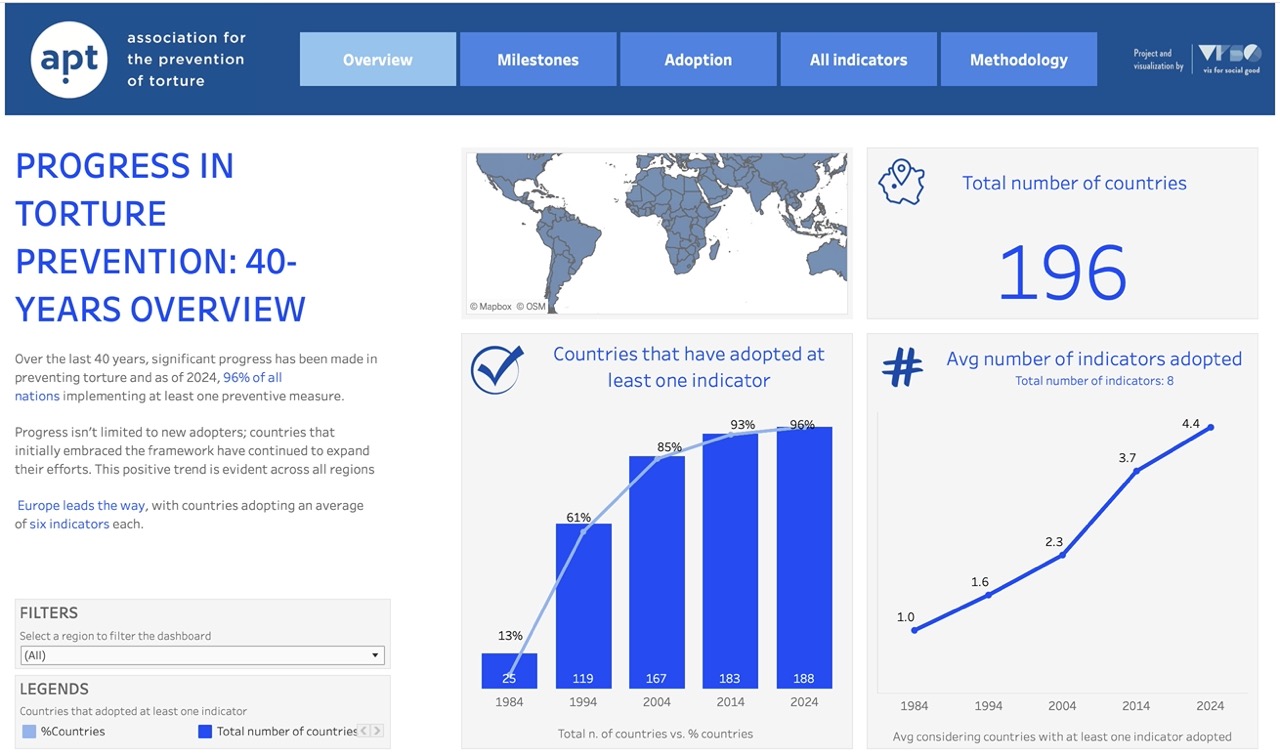 apt
association for
the prevention
of torture
Overview
Milestones
Adoption
All indicators
Methodology
Project and
visualization by
vis for social good
PROGRESS IN
TORTURE
PREVENTION: 40-
YEARS OVERVIEW
Over the last 40 years, significant progress has been made in
preventing torture and as of 2024, 96% of all
nations implementing at least one preventive measure.
Progress isn't limited to new adopters; countries that
initially embraced the framework have continued to expand
their efforts. This positive trend is evident across all regions
Europe leads the way, with countries adopting an average
of six indicators each.
FILTERS
Select a region to filter the dashboard
(All)
LEGENDS
Countries that adopted at least one indicator
%Countries
Total number of countries
© Mapbox © OSM
Total number of countries
196
Countries that have adopted at
least one indicator
13%
61%
85%
93%
96%
25
119
167
183
188
1984
1994
2004
2014
2024
Total n. of countries vs. % countries
#
Avg number of indicators adopted
Total number of indicators: 8
1.0
1.6
2.3
3.7
4.4
1984
1994
2004
2014
2024
Avg considering countries with at least one indicator adopted